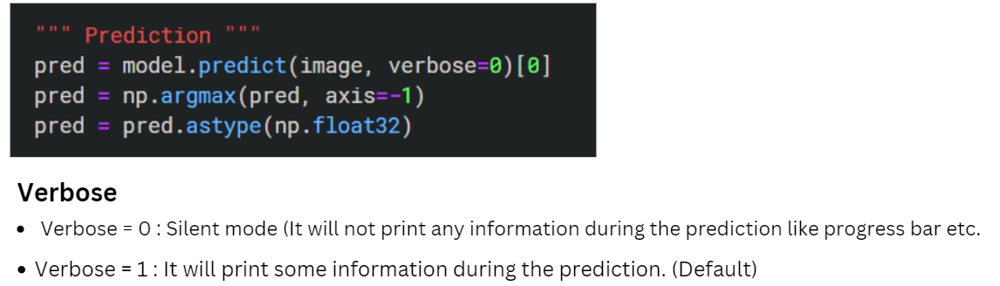 """ Prediction """
pred = model.predict(image, verbose=0)[0]
pred = np.argmax(pred, axis=-1)
pred = pred.astype(np.float32)
Verbose
• Verbose = 0 : Silent mode (It will not print any information during the prediction like progress bar etc.
• Verbose = 1 : It will print some information during the prediction. (Default)